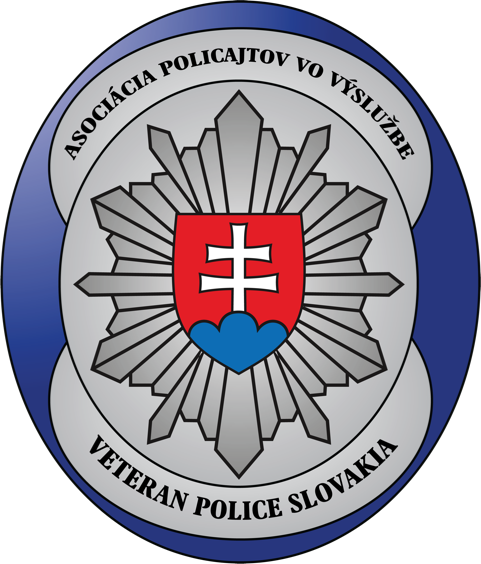 ASOCIÁCIA POLICAJTOV VO VÝSLUŽBE
VETERAN POLICE SLOVAKIA